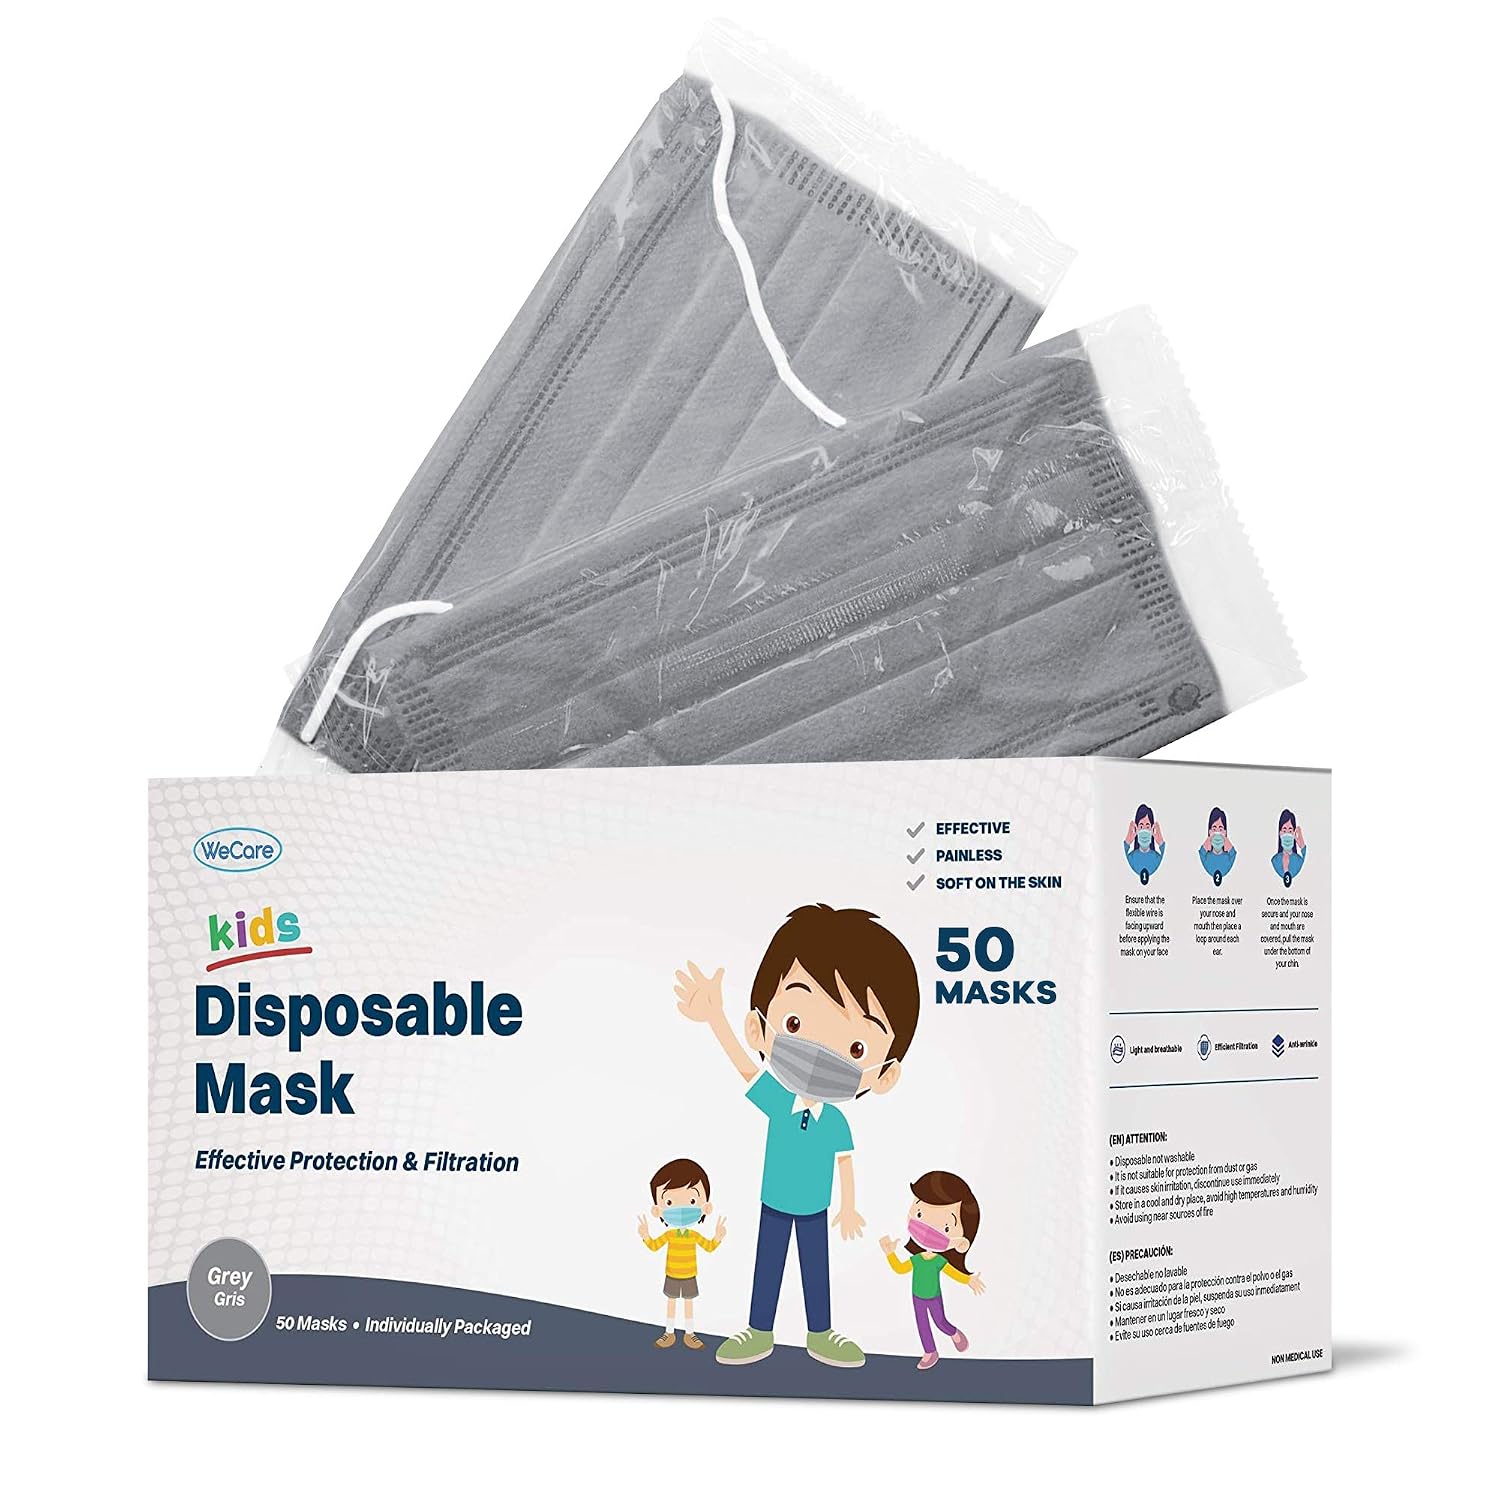 WeCare
kids
Disposable
Mask
Effective Protection & Filtration
Grey
Gris
50 Masks • Individually Packaged
EFFECTIVE
PAINLESS
SOFT ON THE SKIN
50
MASKS
1
Ensure that the
flexible wire is
facing upward
before applying the
mask on your face
2
Place the mask over
your nose and
mouth then place a
loop around each
ear.
3
Once the mask is
secure and your nose
and mouth are
covered, pull the mask
under the bottom of
your chin.
Light and breathable
Efficient Filtration
Anti-wrinkle
(EN) ATTENTION:
• Disposable not washable
• It is not suitable for protection from dust or gas
• If it causes skin irritation, discontinue use immediately
• Store in a cool and dry place, avoid high temperatures and humidity
• Avoid using near sources of fire
(ES) PRECAUCIÓN:
• Desechable no lavable
• No es adecuado para la protección contra el polvo o el gas
• Si causa irritación de la piel, suspenda su uso inmediatament
• Mantener en un lugar fresco y seco
• Evite su uso cerca de fuentes de fuego
NON MEDICAL USE